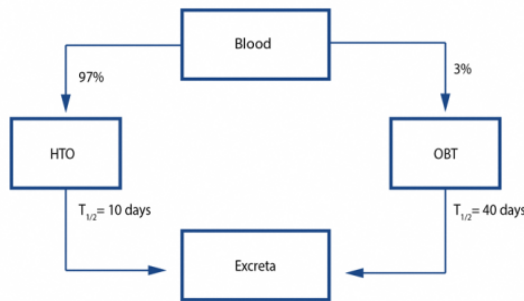 Blood
97%
3%
HTO
OBT
T1/2= 10 days
T1/2= 40 days
Excreta